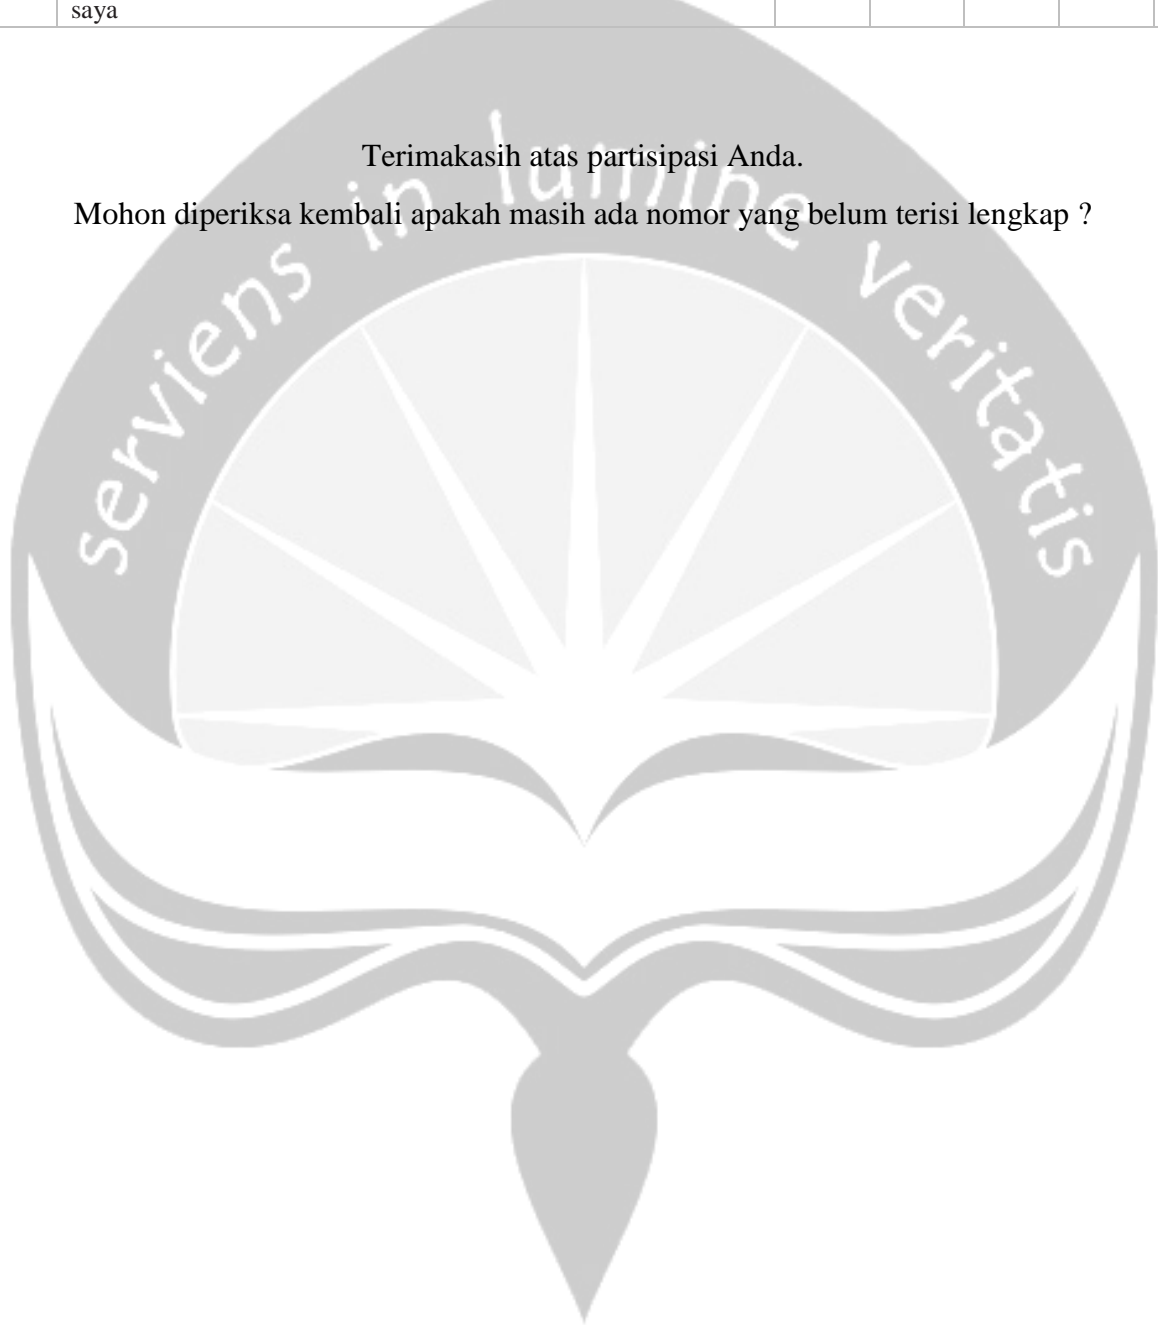 saya
Terimakasih atas partisipasi Anda.
Mohon diperiksa kembali apakah masih ada nomor yang belum terisi lengkap ?
serviens in lumine veritatis